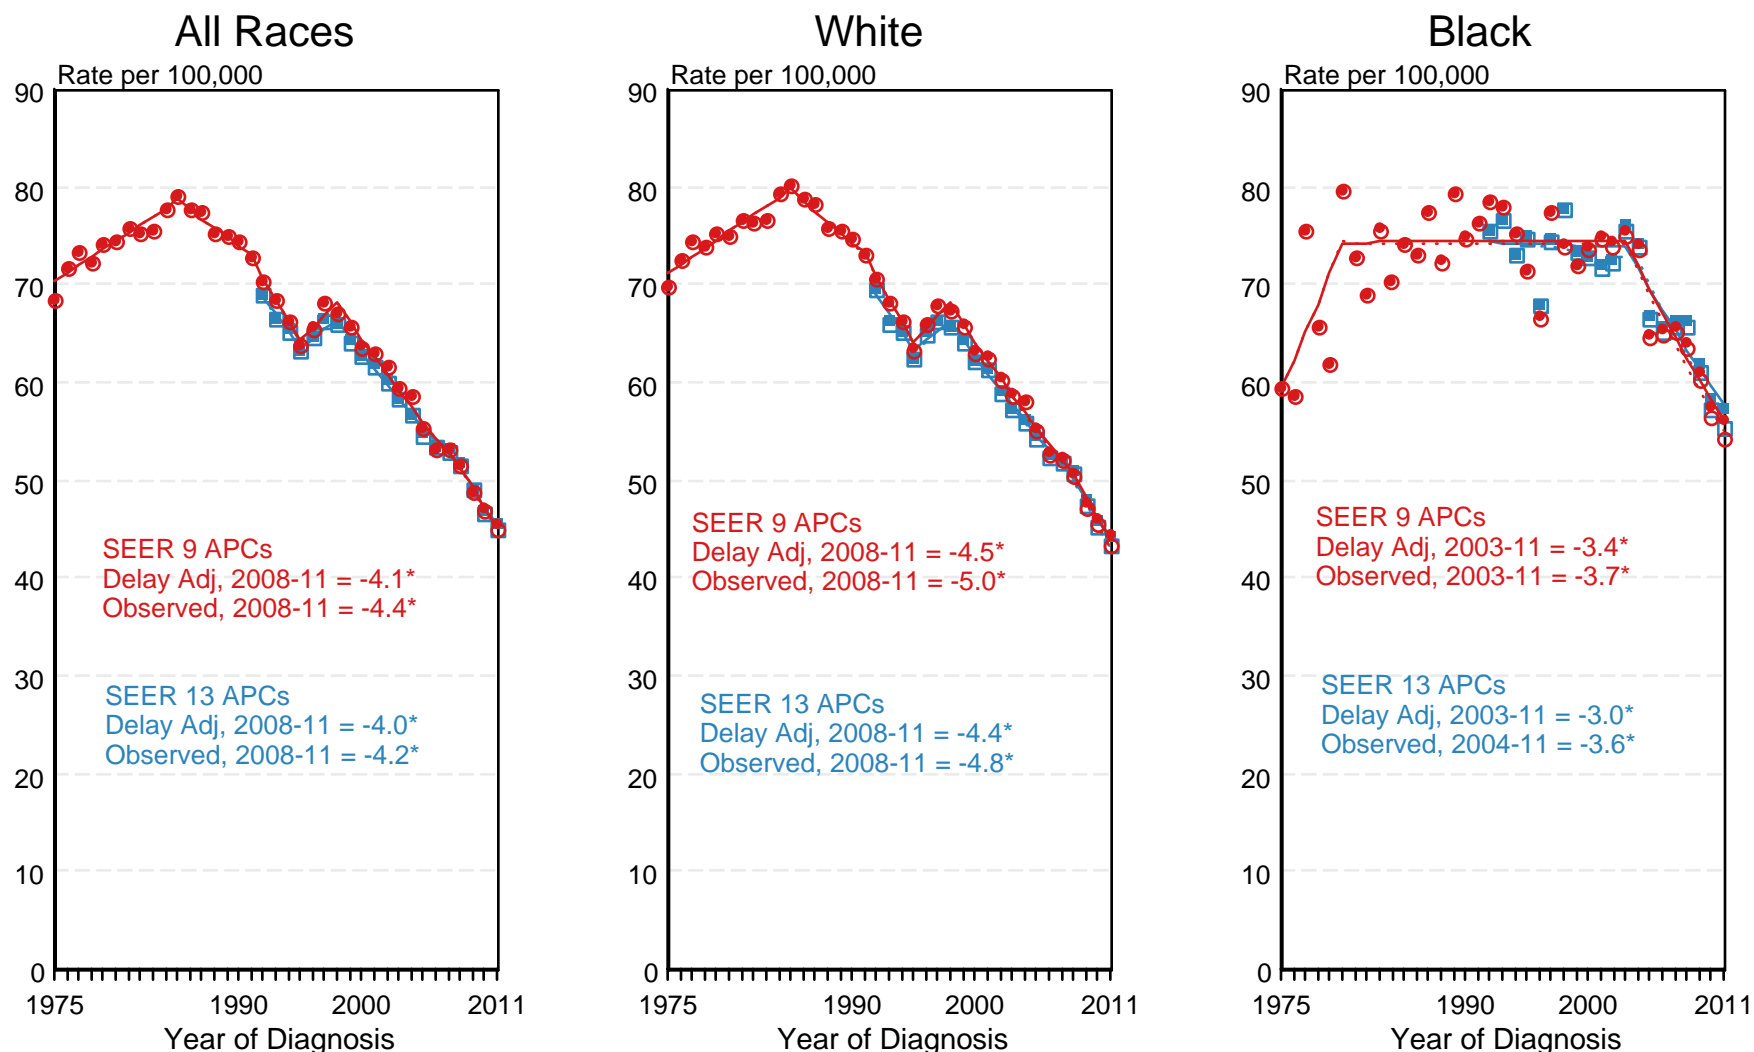 All Races
Rate per 100,000
90
80
70
60
50
40
30
20
10
0
SEER 9 APCs
Delay Adj, 2008-11 = -4.1*
Observed, 2008-11 = -4.4*
SEER 13 APCs
Delay Adj, 2008-11 = -4.0*
Observed, 2008-11 = -4.2*
1975 1990 2000 2011
Year of Diagnosis
White
Rate per 100,000
90
80
70
60
50
40
30
20
10
0
SEER 9 APCs
Delay Adj, 2008-11 = -4.5*
Observed, 2008-11 = -5.0*
SEER 13 APCs
Delay Adj, 2008-11 = -4.4*
Observed, 2008-11 = -4.8*
1975 1990 2000 2011
Year of Diagnosis
Black
Rate per 100,000
90
80
70
60
50
40
30
20
10
0
SEER 9 APCs
Delay Adj, 2003-11 = -3.4*
Observed, 2003-11 = -3.7*
SEER 13 APCs
Delay Adj, 2003-11 = -3.0*
Observed, 2004-11 = -3.6*
1975 1990 2000 2011
Year of Diagnosis